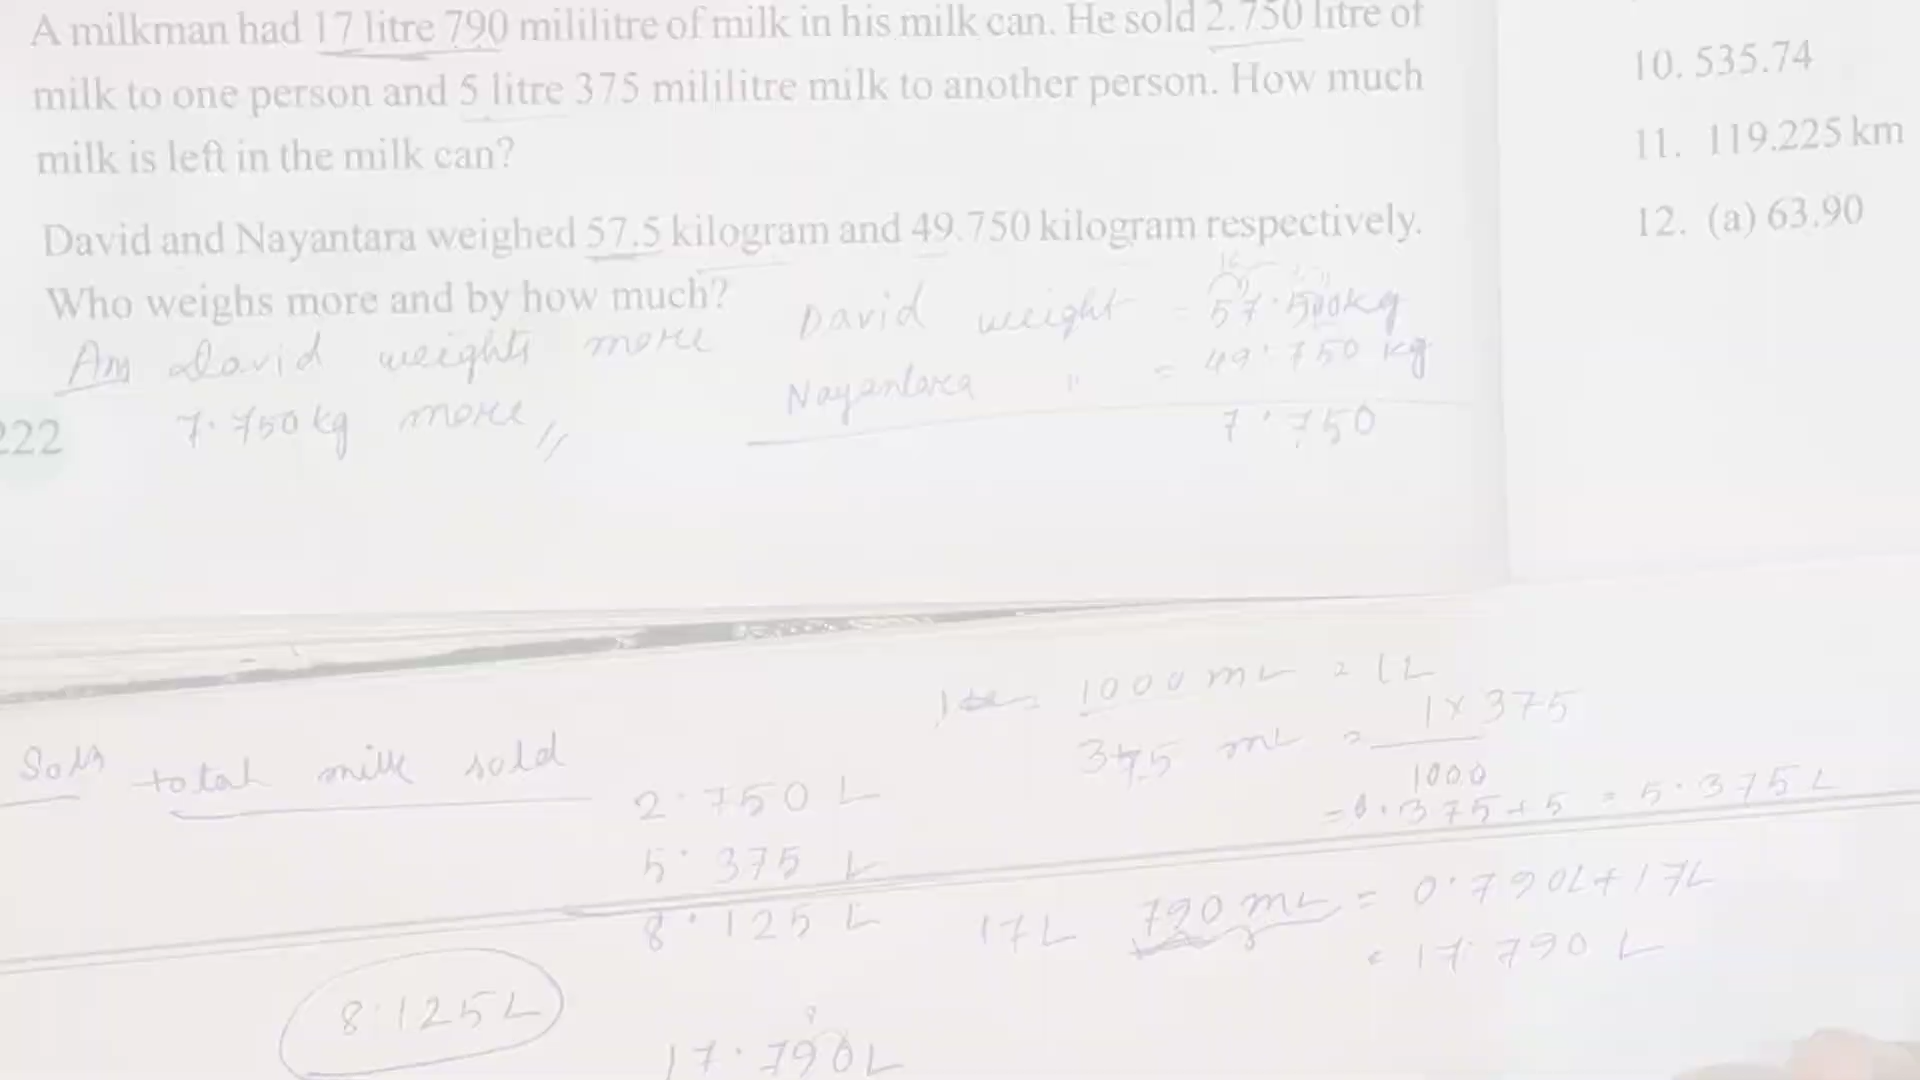 A milkman had 17 litre 790 mililitre of milk in his milk can. He sold 2.750 litre of
milk to one person and 5 litre 375 mililitre milk to another person. How much
milk is left in the milk can?
David and Nayantara weighed 57.5 kilogram and 49.750 kilogram respectively.
Who weighs more and by how much?
Ans David weights more
7.750 kg more //
David weight = 57.500kg
Nayantara " = 49.750 kg
7.750
222
10. 535.74
11. 119.225 km
12. (a) 63.90
1000 mL = 1L
375 mL = 1 x 375
1000
= 0.375 + 5 = 5.375 L
Soln total milk sold
2.750 L
5.375 L
8.125 L
17L 790 mL = 0.790L + 17L
= 17.790 L
8.125L
17.790L